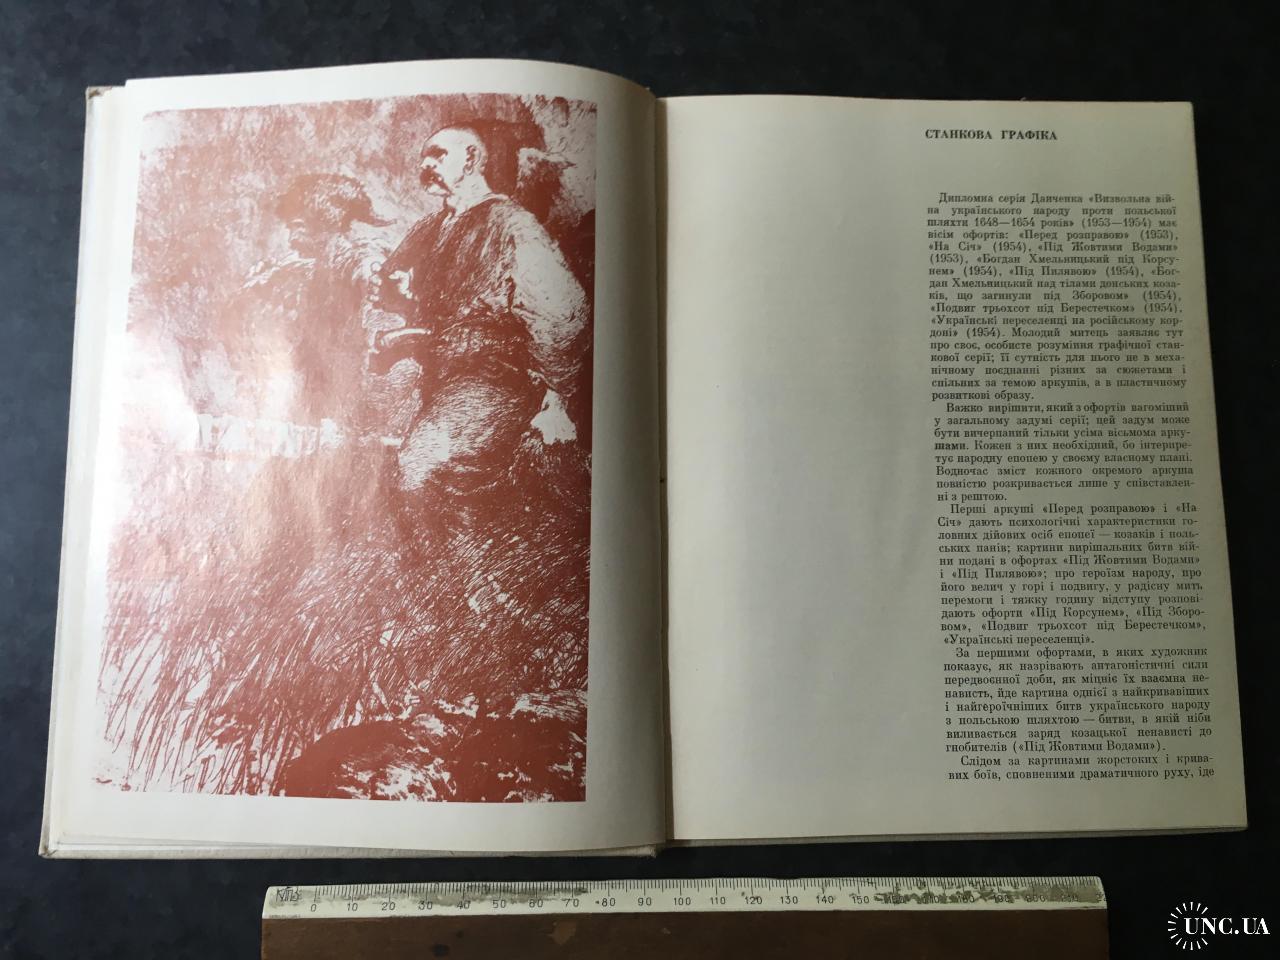 СТАНКОВА ГРАФІКА
Дипломна серія Данченка «Визвольна вій-
на українського народу проти польської
шляхти 1648—1654 років» (1953—1954) має
вісім офортів: «Перед розправою» (1953),
«На Січ» (1954), «Під Жовтими Водами»
(1953), «Богдан Хмельницький під Корсу-
нем» (1954), «Під Пилявою» (1954), «Бог-
дан Хмельницький над тілами донських коза-
ків, що загинули під Зборовом» (1954),
«Подвиг трьохсот під Берестечком» (1954),
«Українські переселенці на російському кор-
доні» (1954). Молодий митець заявляє тут
про своє, особисте розуміння графічної стан-
кової серії; її сутність для нього не в меха-
нічному поєднанні різних за сюжетами і
спільних за темою аркушів, а в пластичному
розвиткові образу.
Важко вирішити, який з офортів вагоміший
у загальному задумі серії; цей задум може
бути вичерпаний тільки усіма вісьмома арку-
шами. Кожен з них необхідний, бо інтерпре-
тує народну епопею у своєму власному плані.
Водночас зміст кожного окремого аркуша
повністю розкривається лише у співставлен-
ні з рештою.
Перші аркуші «Перед розправою» і «На
Січ» дають психологічні характеристики го-
ловних дійових осіб епопеї — козаків і поль-
ських панів; картини вирішальних битв вій-
ни подані в офортах «Під Жовтими Водами»
і «Під Пилявою»; про героїзм народу, про
його велич у горі і подвигу, у радісну мить
перемоги і тяжку годину відступу розпові-
дають офорти «Під Корсунем», «Під Зборо-
вом», «Подвиг трьохсот під Берестечком»,
«Українські переселенці».
За першими офортами, в яких художник
показує, як назрівають антагоністичні сили
передвоєнної доби, як міцніє їх взаємна не-
нависть, йде картина однієї з найкривавіших
і найгероїчніших битв українського народу
з польською шляхтою — битви, в якій ніби
виливається заряд козацької ненависті до
гнобителів («Під Жовтими Водами»).
Слідом за картинами жорстоких і крива-
вих боїв, сповненими драматичного руху, іде
0 10 20 30 40 50 60 70 80 90 100 110 120 130 140 150
UNC.UA